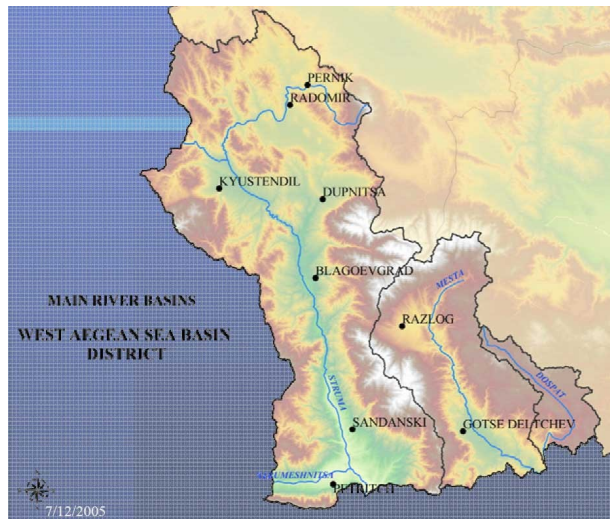 PERNIK
RADOMIR
KYUSTENDIL
DUPNITSA
BLAGOEVGRAD
MESTA
MAIN RIVER BASINS
WEST AEGEAN SEA BASIN
DISTRICT
RAZLOG
STRUMA
DOSPAT
SANDANSKI
GOTSE DELTCHEV
PETRITCH
7/12/2005